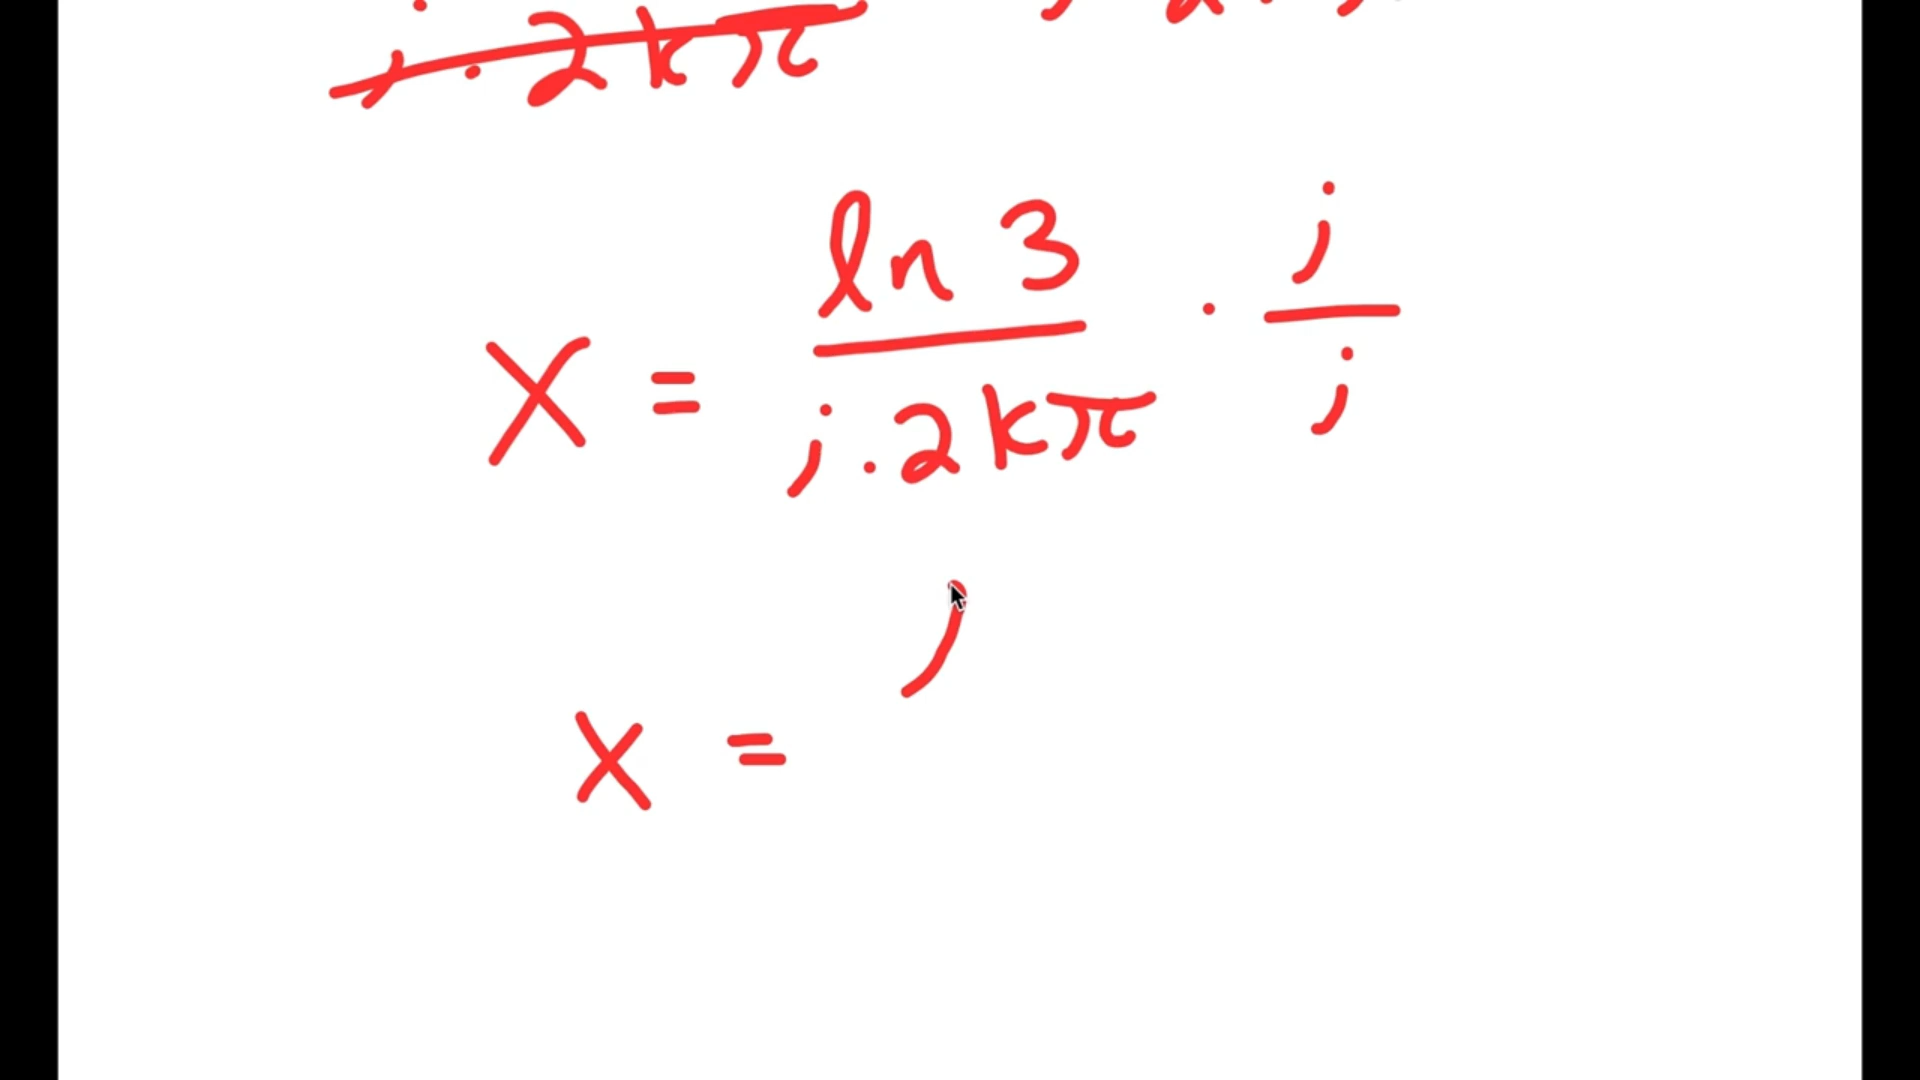 i . 2kπ
x = ln 3 / i . 2kπ . i / i
x =